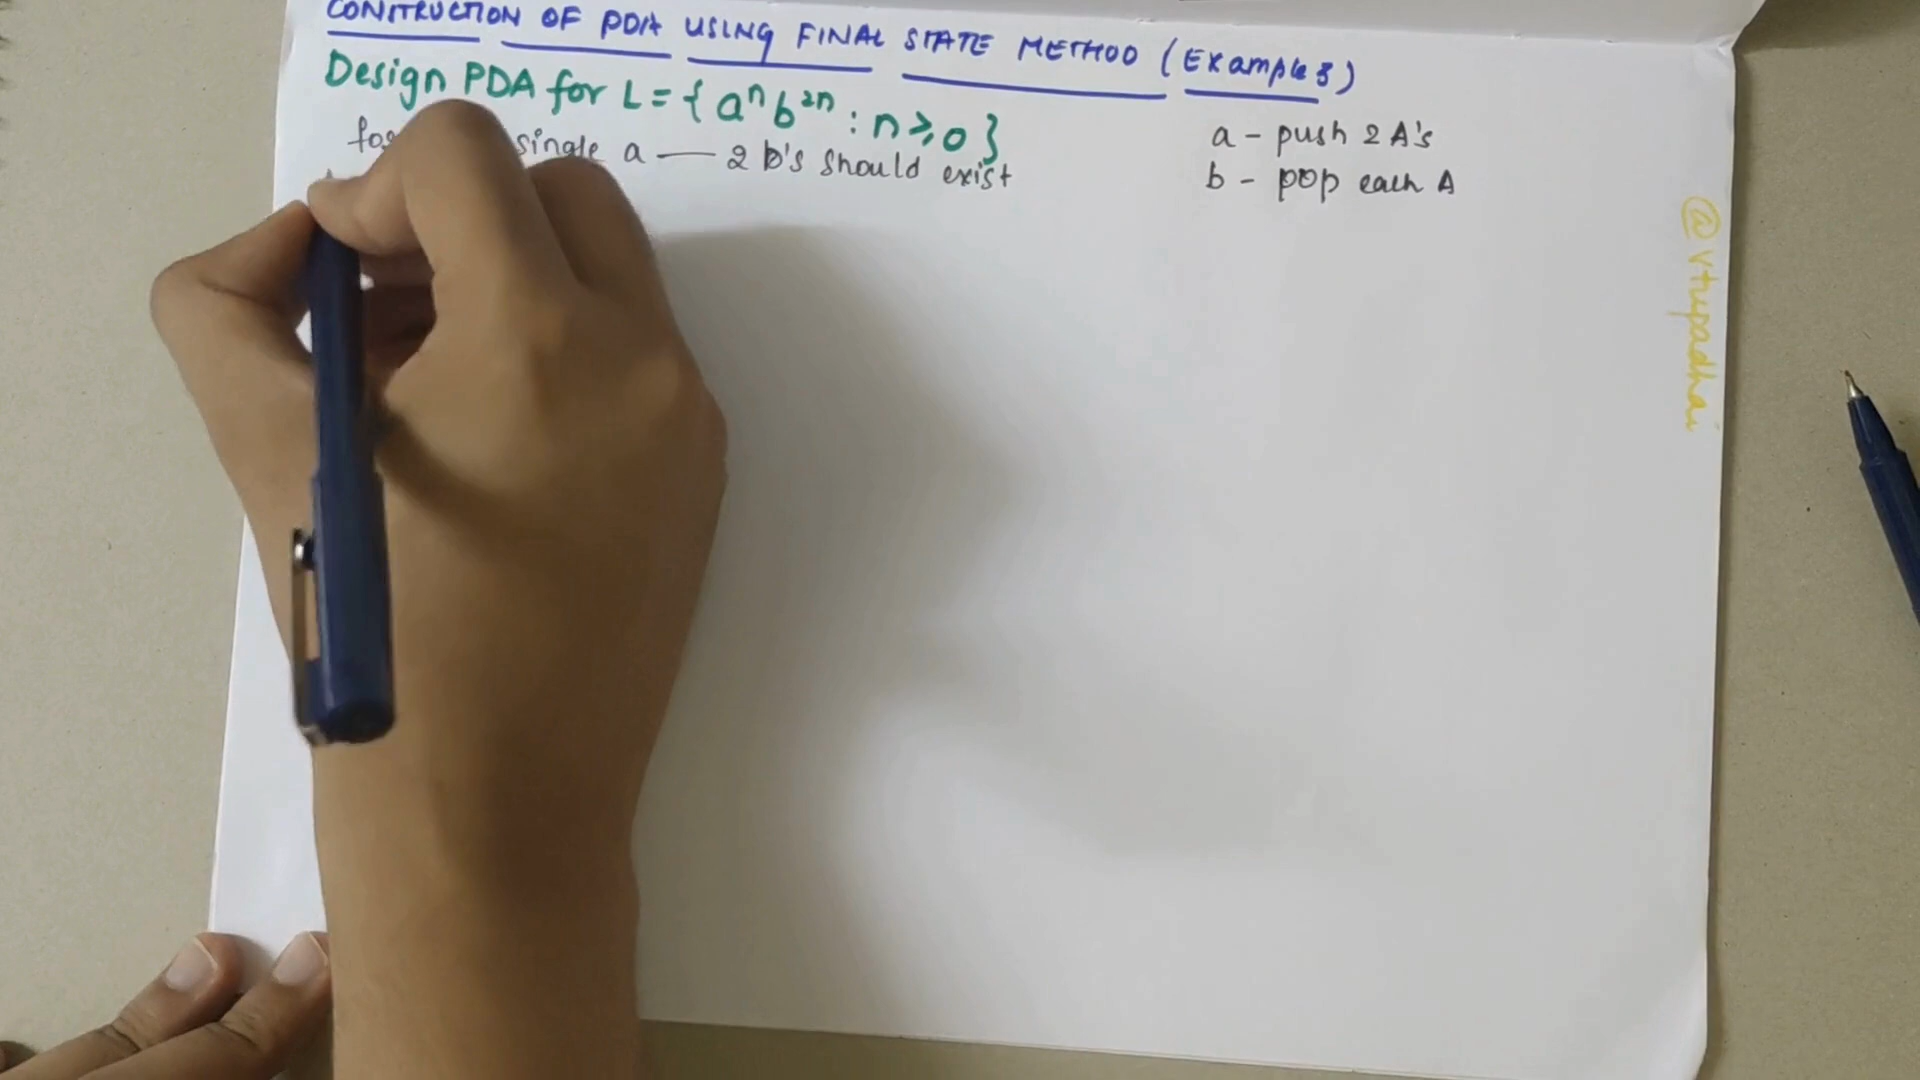 CONSTRUCTION OF PDA USING FINAL STATE METHOD (Example 3)
Design PDA for L = { aⁿb²ⁿ : n ≥ 0 }
single a — 2 b's should exist
a - push 2 A's
b - pop each A
@vtupadhai